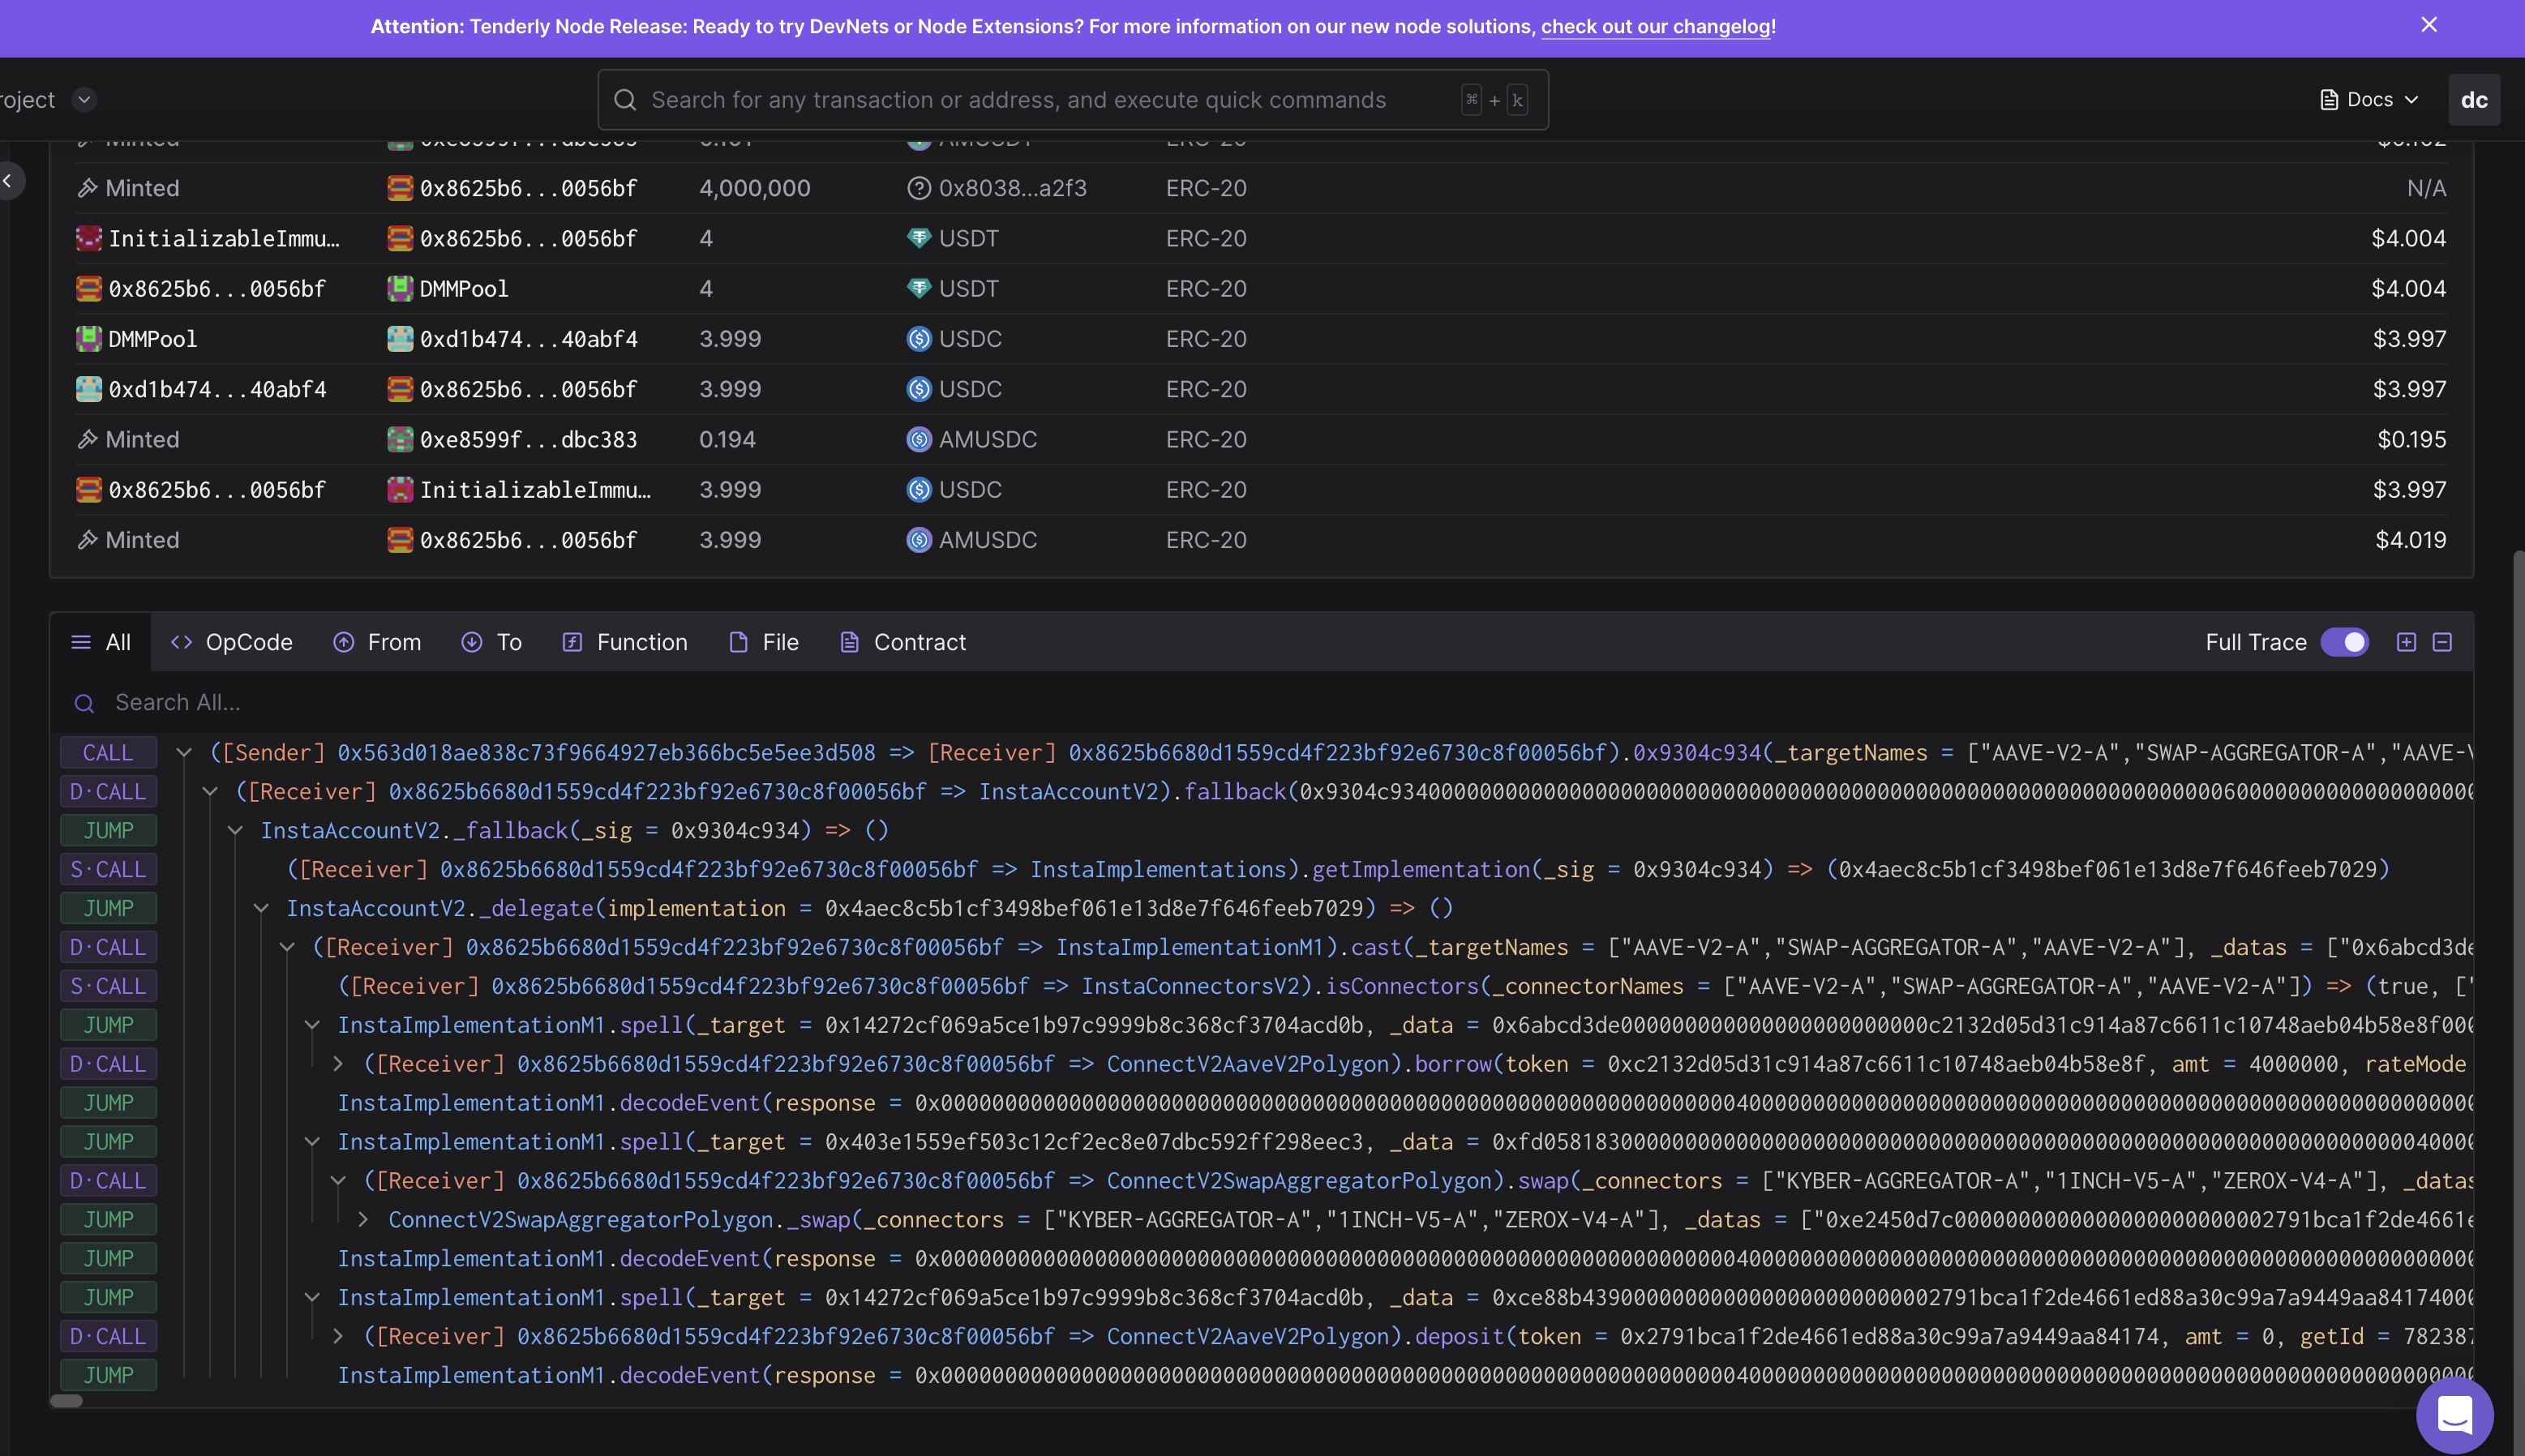 Attention: Tenderly Node Release: Ready to try DevNets or Node Extensions? For more information on our new node solutions, check out our changelog!
roject Search for any transaction or address, and execute quick commands ⌘ + k Docs dc
Minted 0xe8599f...dbc383 AMUSDT ERC-20
Minted 0x8625b6...0056bf 4,000,000 0x8038...a2f3 ERC-20 N/A
InitializableImmu… 0x8625b6...0056bf 4 USDT ERC-20 $4.004
0x8625b6...0056bf DMMPool 4 USDT ERC-20 $4.004
DMMPool 0xd1b474...40abf4 3.999 USDC ERC-20 $3.997
0xd1b474...40abf4 0x8625b6...0056bf 3.999 USDC ERC-20 $3.997
Minted 0xe8599f...dbc383 0.194 AMUSDC ERC-20 $0.195
0x8625b6...0056bf InitializableImmu… 3.999 USDC ERC-20 $3.997
Minted 0x8625b6...0056bf 3.999 AMUSDC ERC-20 $4.019
All OpCode From To Function File Contract Full Trace
Search All...
CALL ([Sender] 0x563d018ae838c73f9664927eb366bc5e5ee3d508 => [Receiver] 0x8625b6680d1559cd4f223bf92e6730c8f00056bf).0x9304c934(_targetNames = ["AAVE-V2-A","SWAP-AGGREGATOR-A","AAVE-V
D·CALL ([Receiver] 0x8625b6680d1559cd4f223bf92e6730c8f00056bf => InstaAccountV2).fallback(
JUMP InstaAccountV2._fallback(_sig = 0x9304c934) => ()
S·CALL ([Receiver] 0x8625b6680d1559cd4f223bf92e6730c8f00056bf => InstaImplementations).getImplementation(_sig = 0x9304c934) => (0x4aec8c5b1cf3498bef061e13d8e7f646feeb7029)
JUMP InstaAccountV2._delegate(implementation = 0x4aec8c5b1cf3498bef061e13d8e7f646feeb7029) => ()
D·CALL ([Receiver] 0x8625b6680d1559cd4f223bf92e6730c8f00056bf => InstaImplementationM1).cast(_targetNames = ["AAVE-V2-A","SWAP-AGGREGATOR-A","AAVE-V2-A"], _datas = ["0x6abcd3de
S·CALL ([Receiver] 0x8625b6680d1559cd4f223bf92e6730c8f00056bf => InstaConnectorsV2).isConnectors(_connectorNames = ["AAVE-V2-A","SWAP-AGGREGATOR-A","AAVE-V2-A"]) => (true, ["
JUMP InstaImplementationM1.spell(_target = 0x14272cf069a5ce1b97c9999b8c368cf3704acd0b, _data =
D·CALL ([Receiver] 0x8625b6680d1559cd4f223bf92e6730c8f00056bf => ConnectV2AaveV2Polygon).borrow(token = 0xc2132d05d31c914a87c6611c10748aeb04b58e8f, amt = 4000000, rateMode
JUMP InstaImplementationM1.decodeEvent(response =
JUMP InstaImplementationM1.spell(_target = 0x403e1559ef503c12cf2ec8e07dbc592ff298eec3, _data =
D·CALL ([Receiver] 0x8625b6680d1559cd4f223bf92e6730c8f00056bf => ConnectV2SwapAggregatorPolygon).swap(_connectors = ["KYBER-AGGREGATOR-A","1INCH-V5-A","ZEROX-V4-A"], _datas
JUMP ConnectV2SwapAggregatorPolygon._swap(_connectors = ["KYBER-AGGREGATOR-A","1INCH-V5-A","ZEROX-V4-A"], _datas =
JUMP InstaImplementationM1.decodeEvent(response =
JUMP InstaImplementationM1.spell(_target = 0x14272cf069a5ce1b97c9999b8c368cf3704acd0b, _data =
D·CALL ([Receiver] 0x8625b6680d1559cd4f223bf92e6730c8f00056bf => ConnectV2AaveV2Polygon).deposit(token = 0x2791bca1f2de4661ed88a30c99a7a9449aa84174, amt = 0, getId = 782387
JUMP InstaImplementationM1.decodeEvent(response =